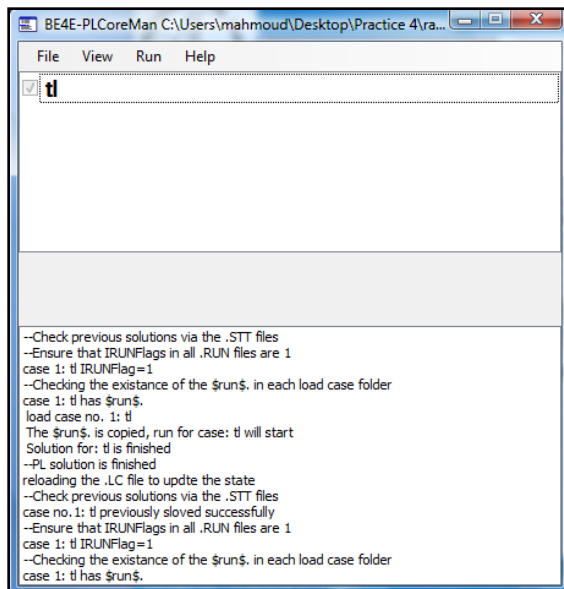 BE4E-PLCoreMan C:\Users\mahmoud\Desktop\Practice 4\ra...
File View Run Help
tl
--Check previous solutions via the .STT files
--Ensure that IRUNFlags in all .RUN files are 1
case 1: tl IRUNFlag=1
--Checking the existance of the $run$. in each load case folder
case 1: tl has $run$.
load case no. 1: tl
The $run$. is copied, run for case: tl will start
Solution for: tl is finished
--PL solution is finished
reloading the .LC file to updte the state
--Check previous solutions via the .STT files
case no.1: tl previously sloved successfully
--Ensure that IRUNFlags in all .RUN files are 1
case 1: tl IRUNFlag=1
--Checking the existance of the $run$. in each load case folder
case 1: tl has $run$.